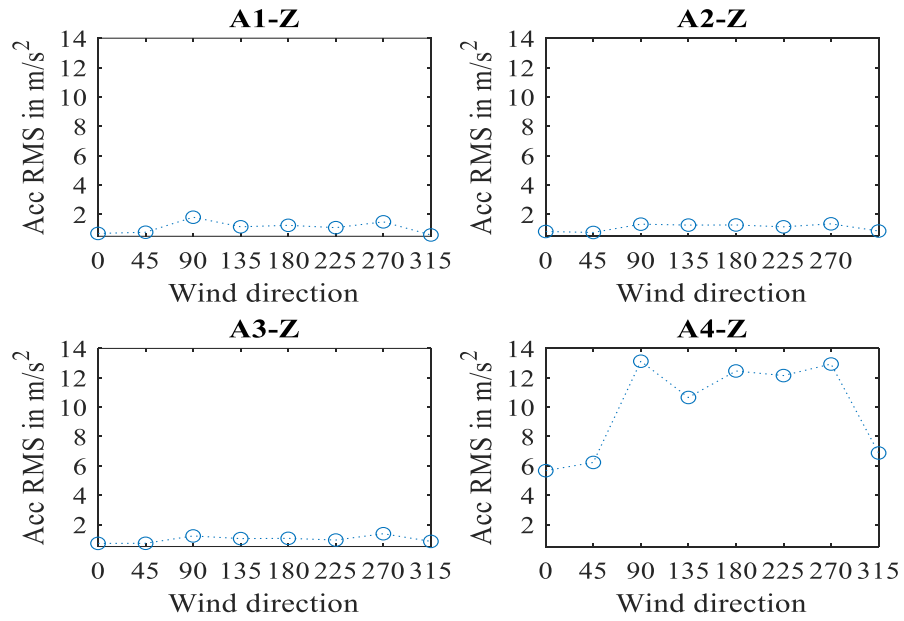 A1-Z
Acc RMS in m/s²
14
12
10
8
6
4
2
0 45 90 135 180 225 270 315
Wind direction
A2-Z
Acc RMS in m/s²
14
12
10
8
6
4
2
0 45 90 135 180 225 270
Wind direction
A3-Z
Acc RMS in m/s²
14
12
10
8
6
4
2
0 45 90 135 180 225 270 315
Wind direction
A4-Z
Acc RMS in m/s²
14
12
10
8
6
4
2
0 45 90 135 180 225 270 315
Wind direction